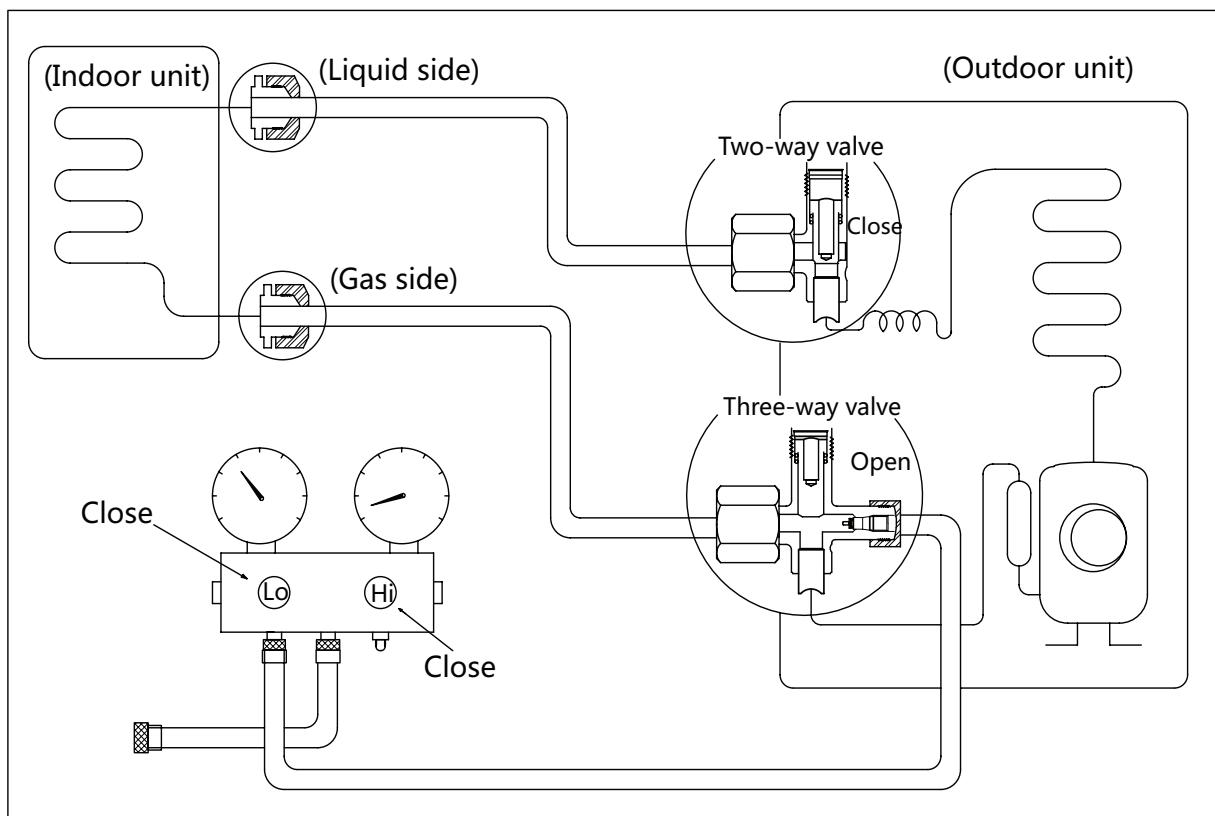 (Indoor unit)
(Liquid side)
(Outdoor unit)
Two-way valve
Close
(Gas side)
Three-way valve
Open
Close
Lo
Hi
Close